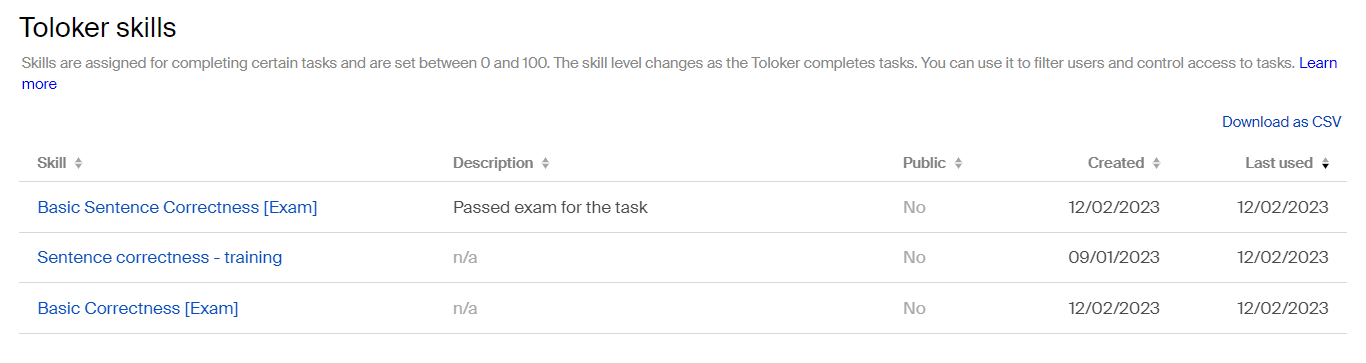 Toloker skills
Skills are assigned for completing certain tasks and are set between 0 and 100. The skill level changes as the Toloker completes tasks. You can use it to filter users and control access to tasks. Learn
more
Download as CSV
Skill Description Public Created Last used
Basic Sentence Correctness [Exam] Passed exam for the task No 12/02/2023 12/02/2023
Sentence correctness - training n/a No 09/01/2023 12/02/2023
Basic Correctness [Exam] n/a No 12/02/2023 12/02/2023